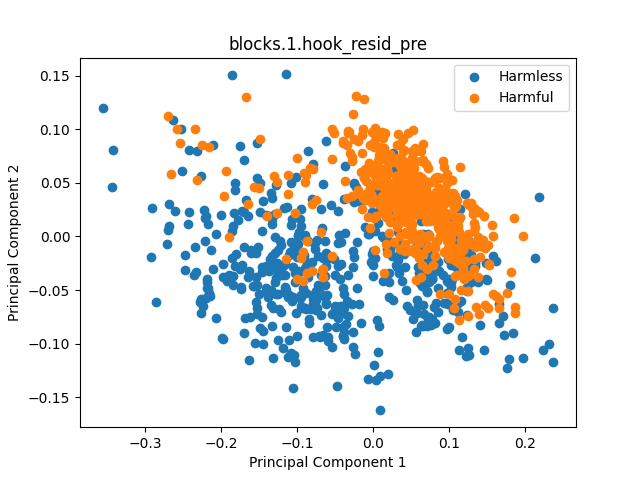 blocks.1.hook_resid_pre
Harmless
Harmful
0.15
0.10
0.05
0.00
−0.05
−0.10
−0.15
Principal Component 2
−0.3
−0.2
−0.1
0.0
0.1
0.2
Principal Component 1